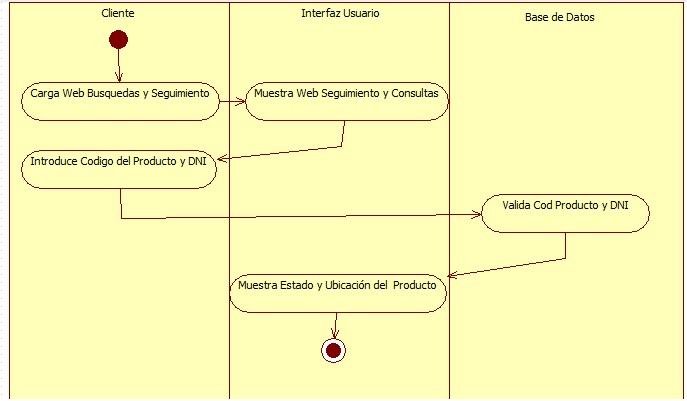 Cliente
Interfaz Usuario
Base de Datos
Carga Web Busquedas y Seguimiento
Muestra Web Seguimiento y Consultas
Introduce Codigo del Producto y DNI
Valida Cod Producto y DNI
Muestra Estado y Ubicación del Producto